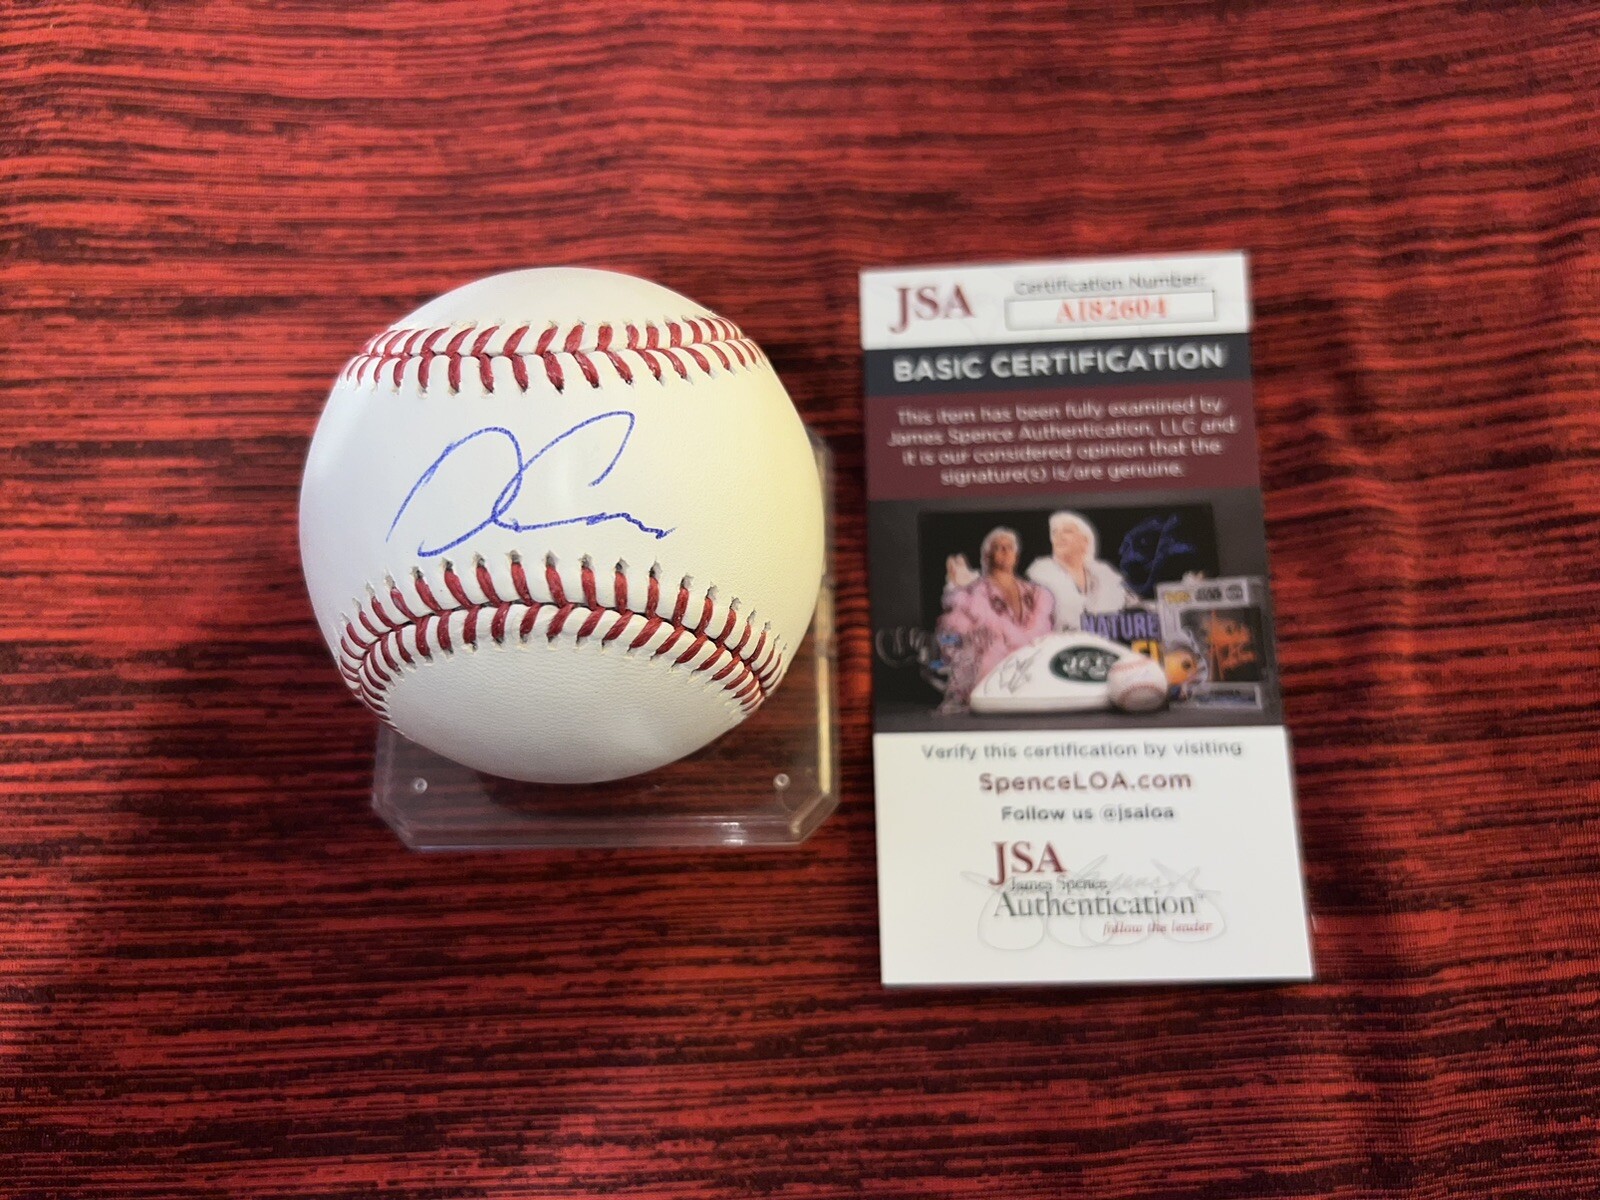 JSA
Certification Number:
AI82604
BASIC CERTIFICATION
This item has been fully examined by
James Spence Authentication, LLC and
it is our considered opinion that the
signature(s) is/are genuine.
NATURE
JETS
Verify this certification by visiting
SpenceLOA.com
Follow us @jsaloa
JSA
James Spence
Authentication
follow the leader